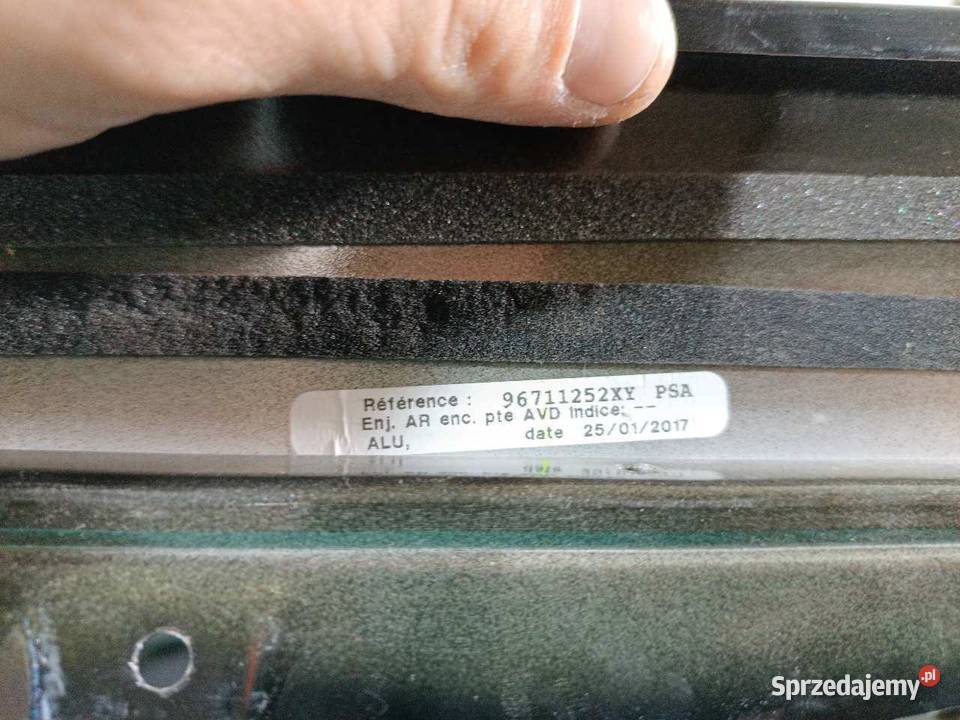 Référence : 96711252XY PSA
Enj. AR enc. pte AVD Indice: --
ALU, date 25/01/2017
Sprzedajemy.pl